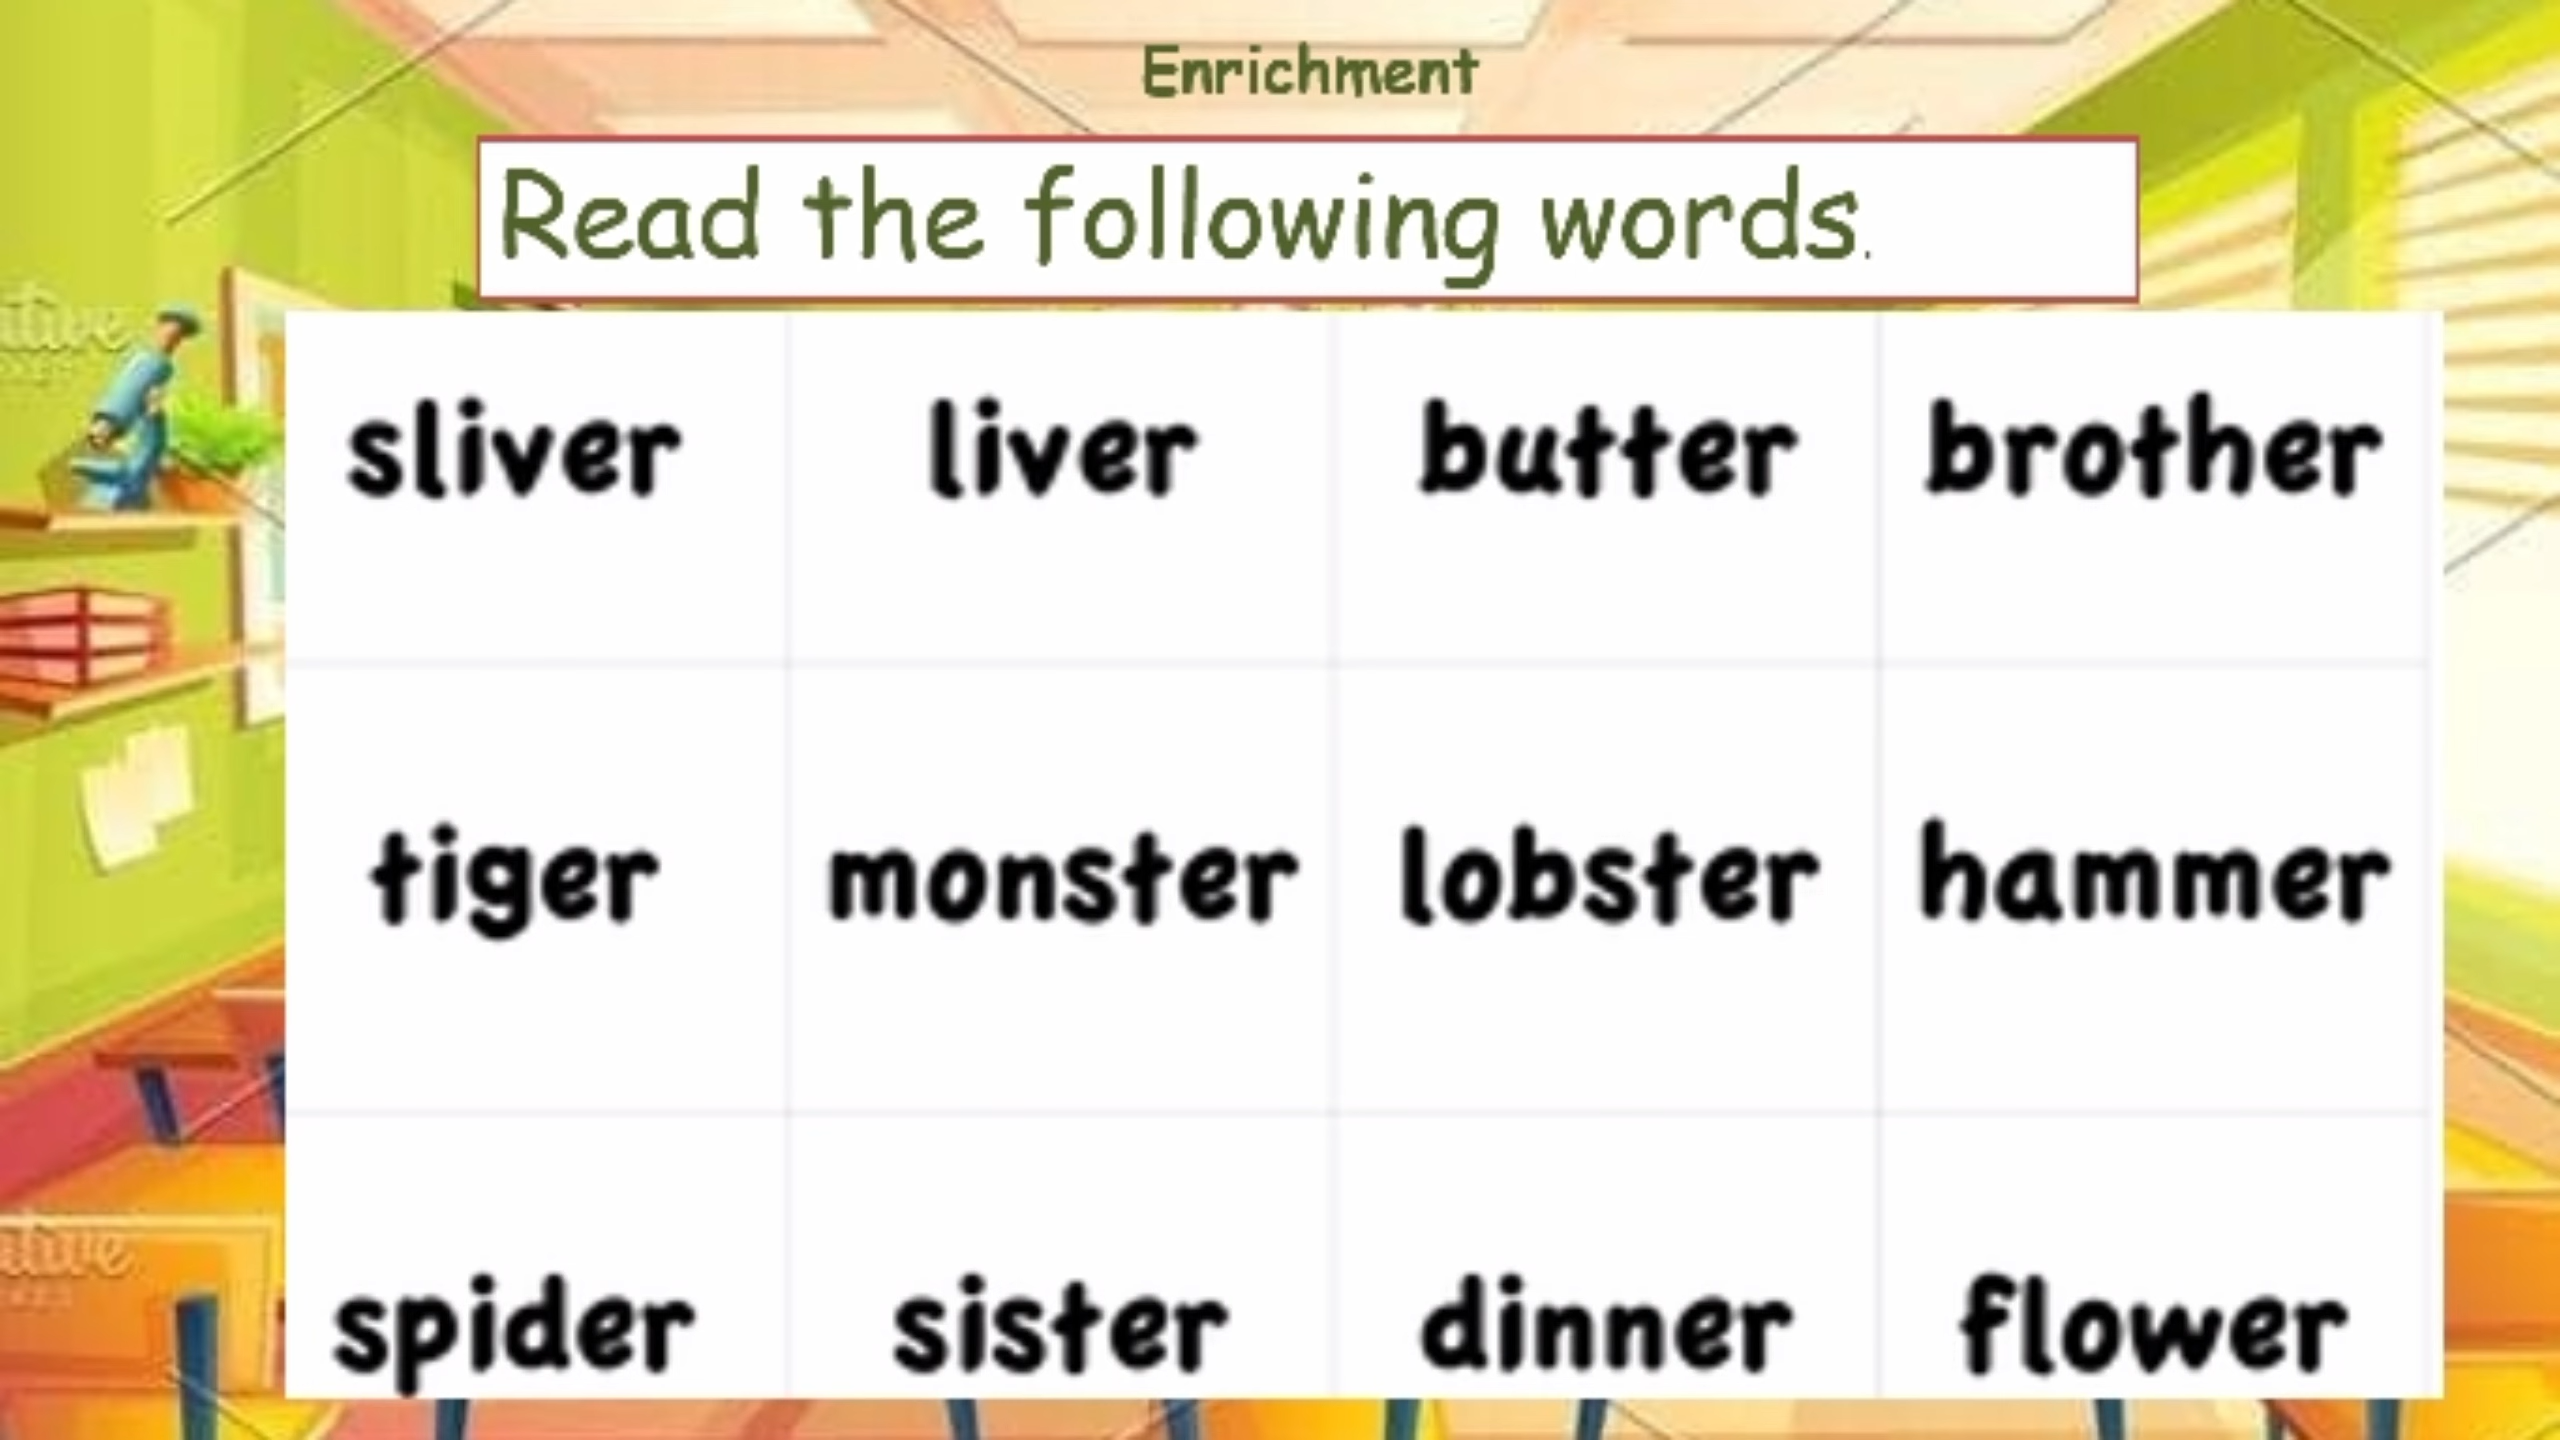 Enrichment
Read the following words.
sliver liver butter brother
tiger monster lobster hammer
spider sister dinner flower